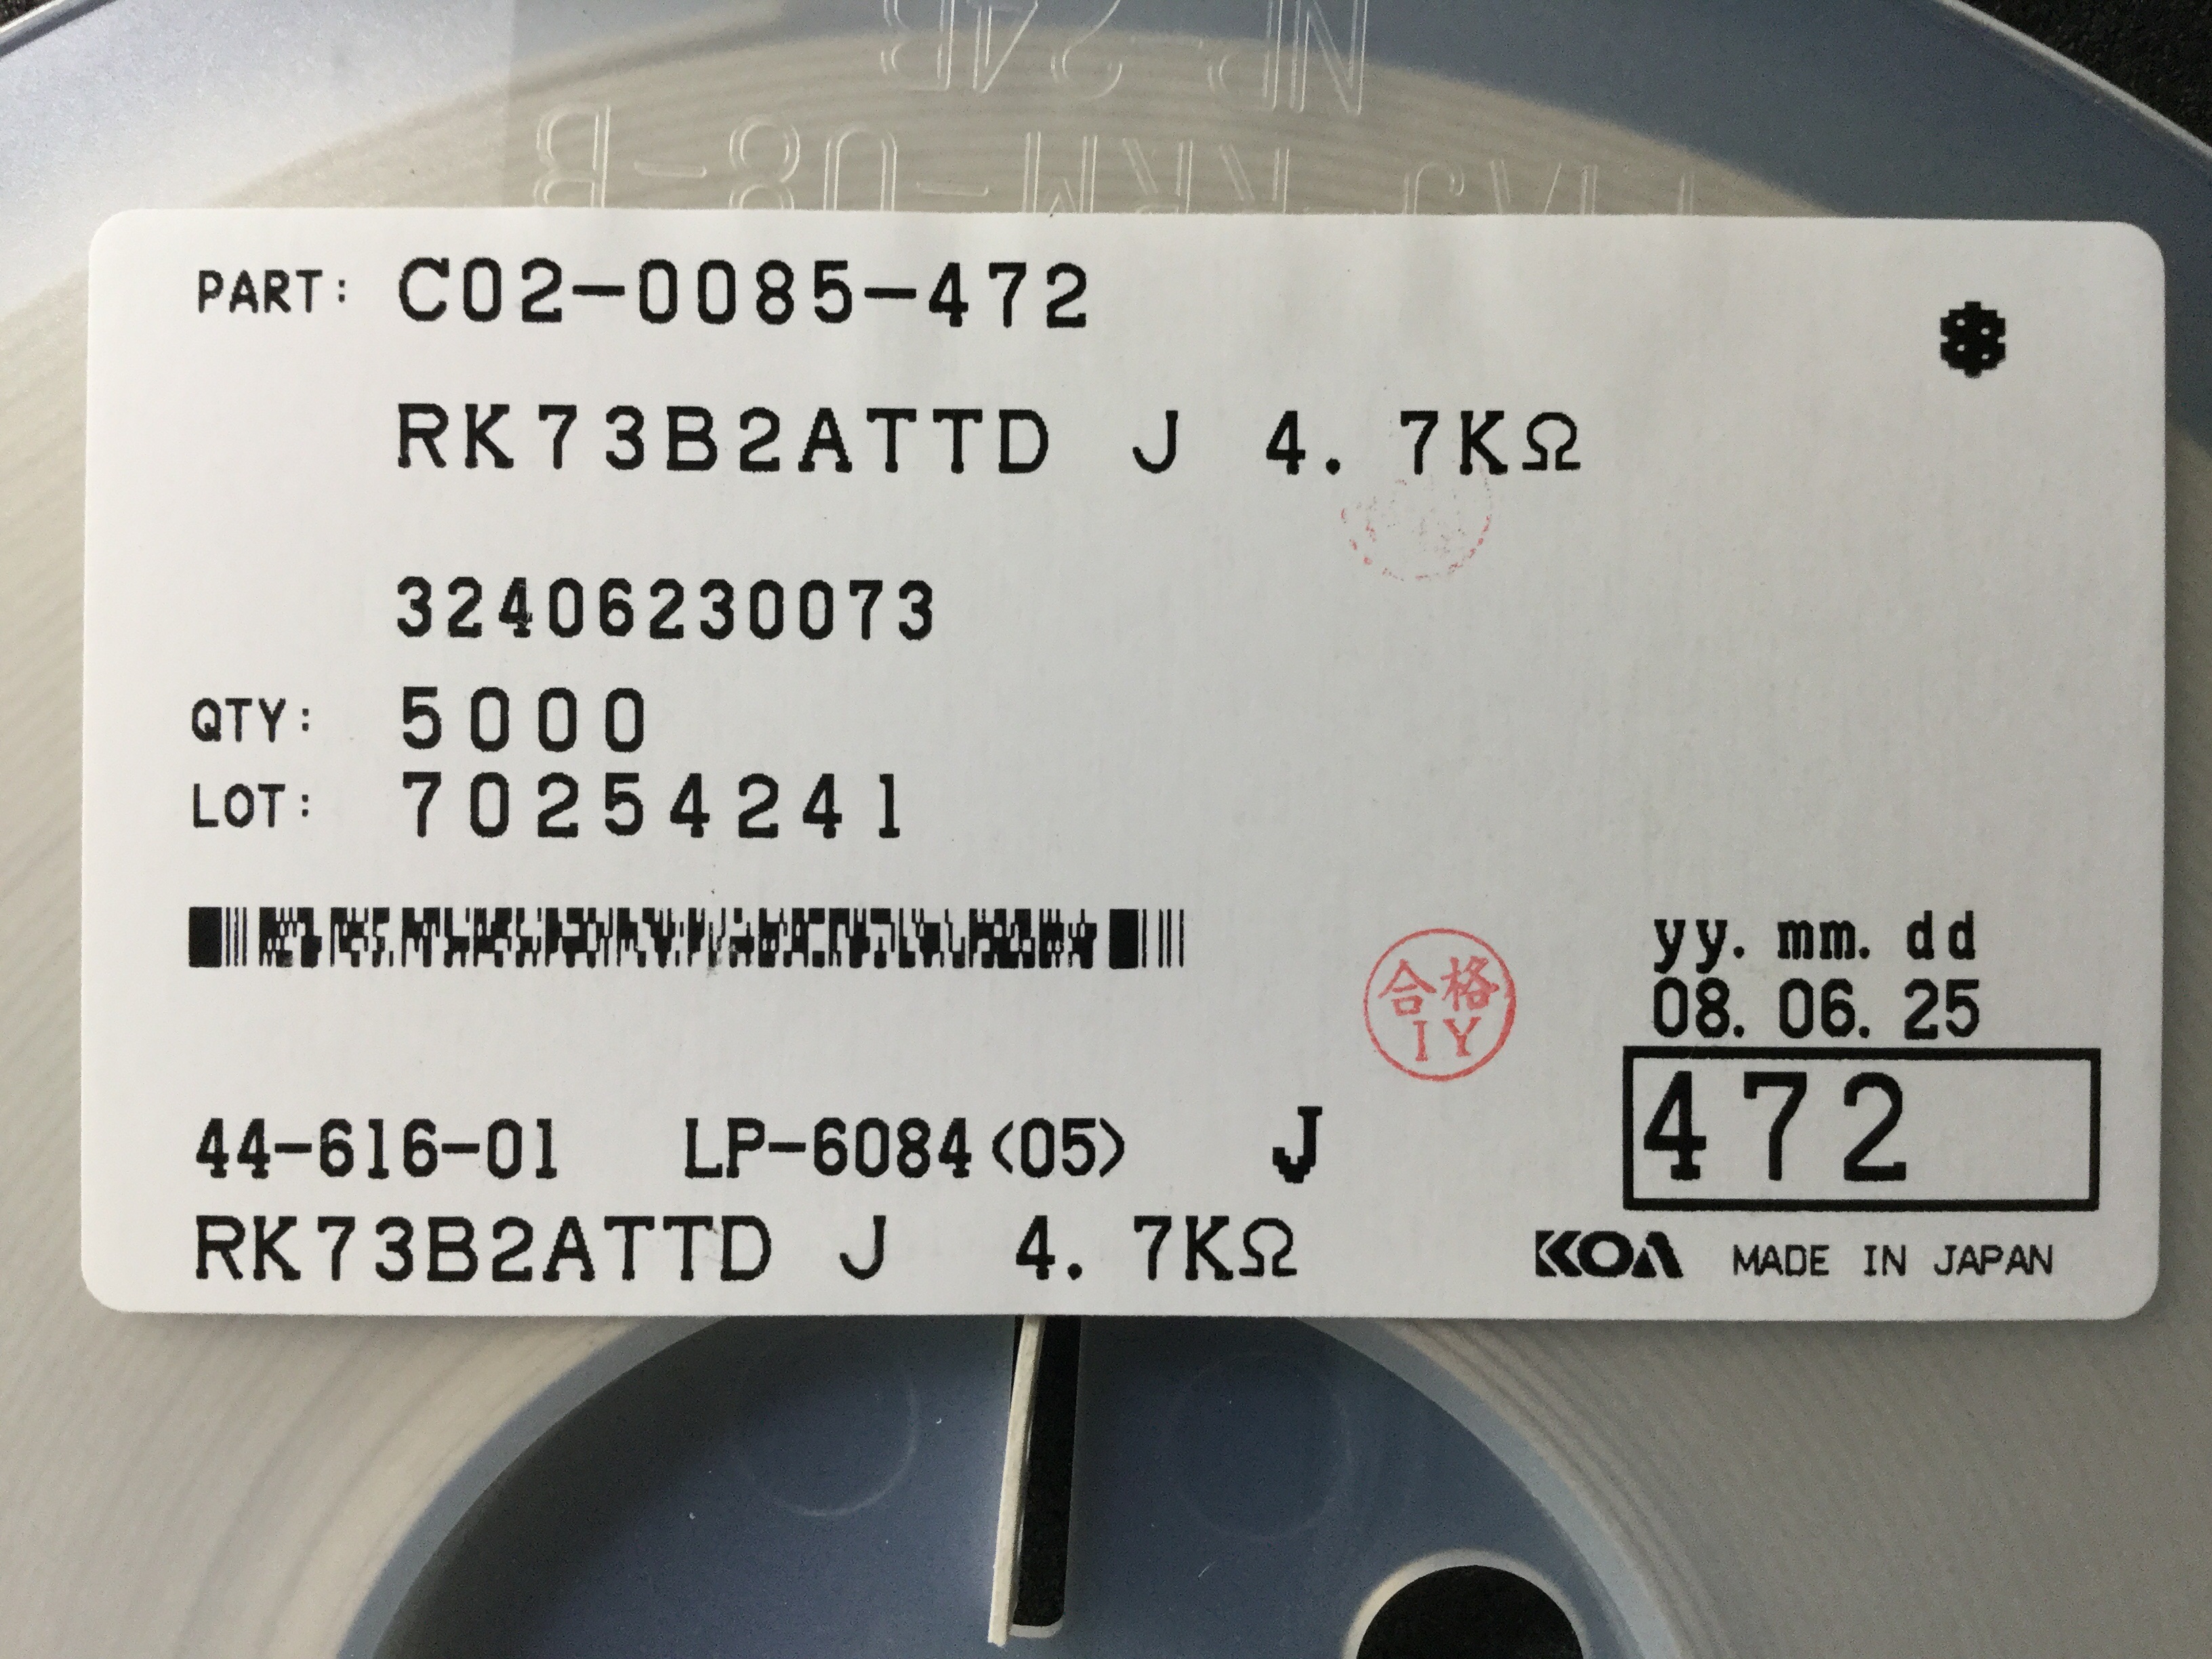 PART: C02-0085-472
RK73B2ATTD J 4.7KΩ
32406230073
QTY: 5000
LOT: 70254241
yy.mm.dd
08.06.25
合格
IY
472
44-616-01 LP-6084<05> J
RK73B2ATTD J 4.7KΩ
KOA MADE IN JAPAN